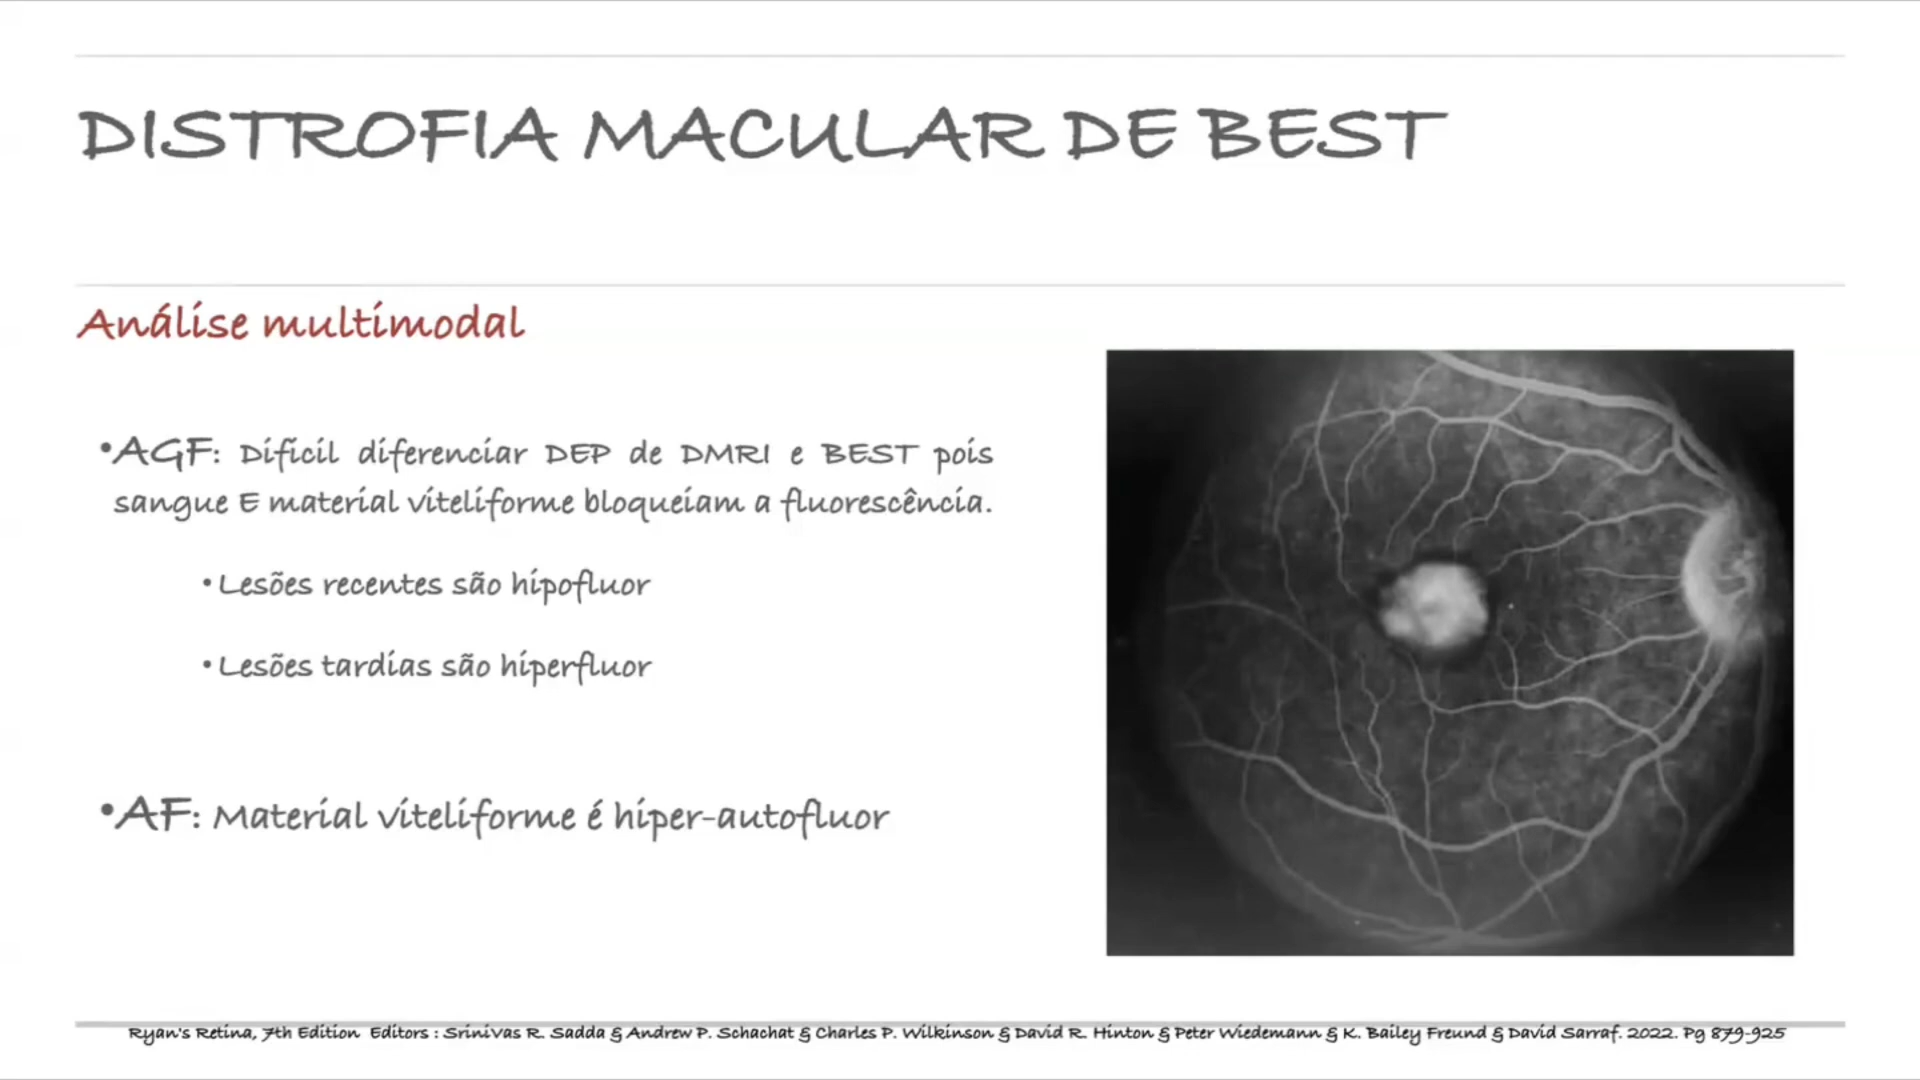 DISTROFIA MACULAR DE BEST
Análise multimodal
•AGF: Difícil diferenciar DEP de DMRI e BEST pois
sangue E material viteliforme bloqueiam a fluorescência.
•Lesões recentes são hipofluor
•Lesões tardias são hiperfluor
•AF: Material viteliforme é hiper-autofluor
Ryan's Retina, 7th Edition Editors : Srinivas R. Sadda & Andrew P. Schachat & Charles P. Wilkinson & David R. Hinton & Peter Wiedemann & K. Bailey Freund & David Sarraf. 2022. Pg 879-925